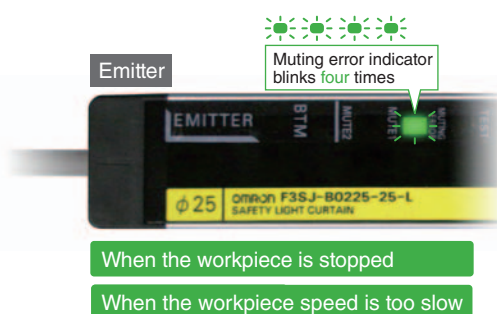 Muting error indicator
blinks four times
Emitter
EMITTER
BTM
MUTE2
MUTE1
MUTING
TEST
φ25
OMRON F3SJ-B0225-25-L
SAFETY LIGHT CURTAIN
When the workpiece is stopped
When the workpiece speed is too slow